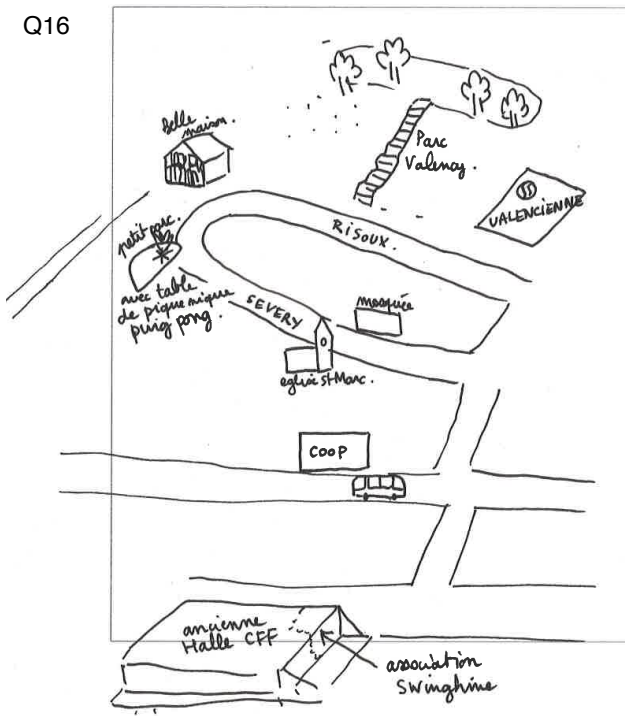 Q16
Belle
maison.
Parc
Valency.
VALENCIENNE
petit parc.
RISOUX.
avec table
de pique nique
ping pong.
SEVERY
mosquée
eglise St Marc.
COOP
ancienne
Halle CFF
association
Swinghine